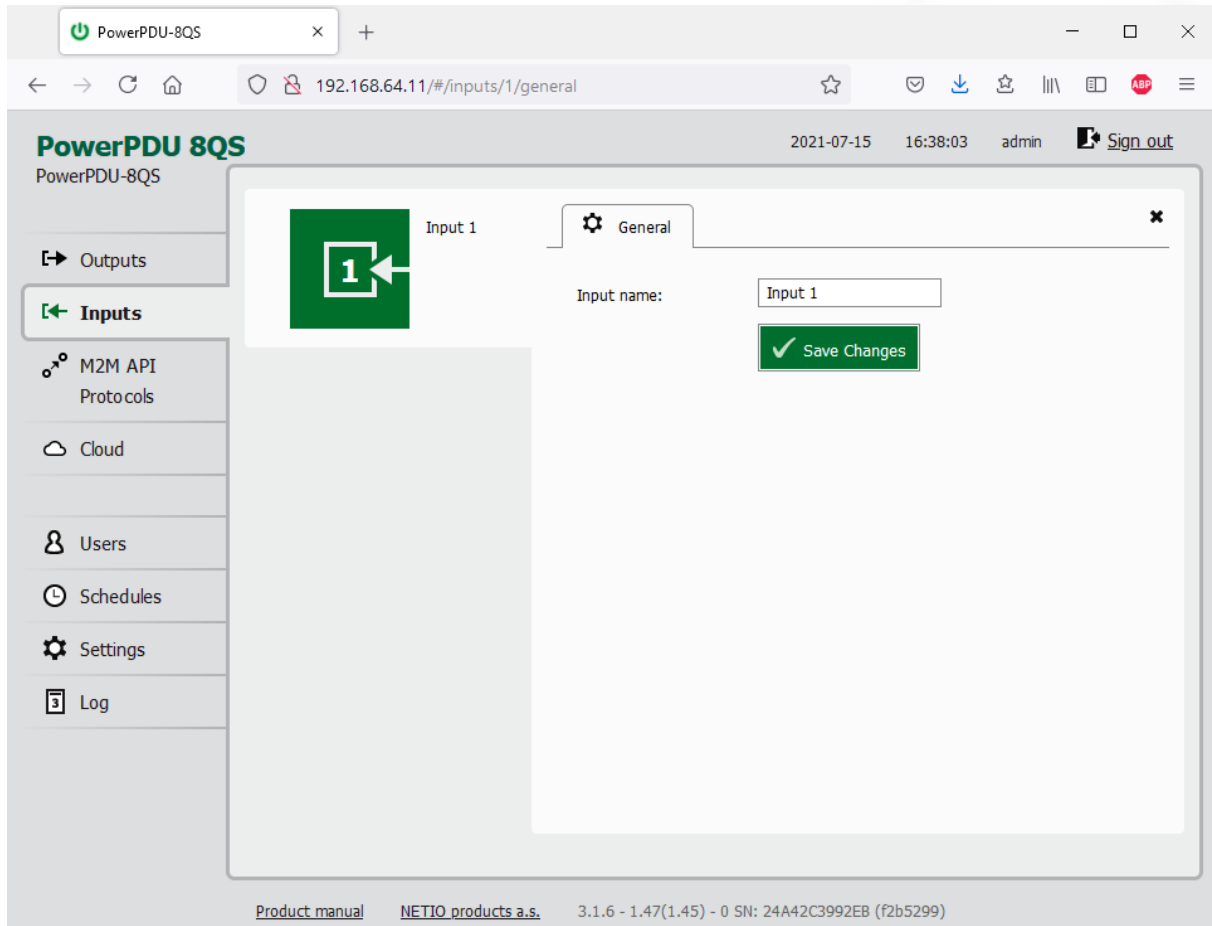 PowerPDU-8QS
192.168.64.11/#/inputs/1/general
ABP
PowerPDU 8QS
2021-07-15 16:38:03 admin Sign out
PowerPDU-8QS
Input 1
General
1
Outputs
Input name: Input 1
Inputs
Save Changes
M2M API
Protocols
Cloud
Users
Schedules
Settings
3 Log
Product manual NETIO products a.s. 3.1.6 - 1.47(1.45) - 0 SN: 24A42C3992EB (f2b5299)